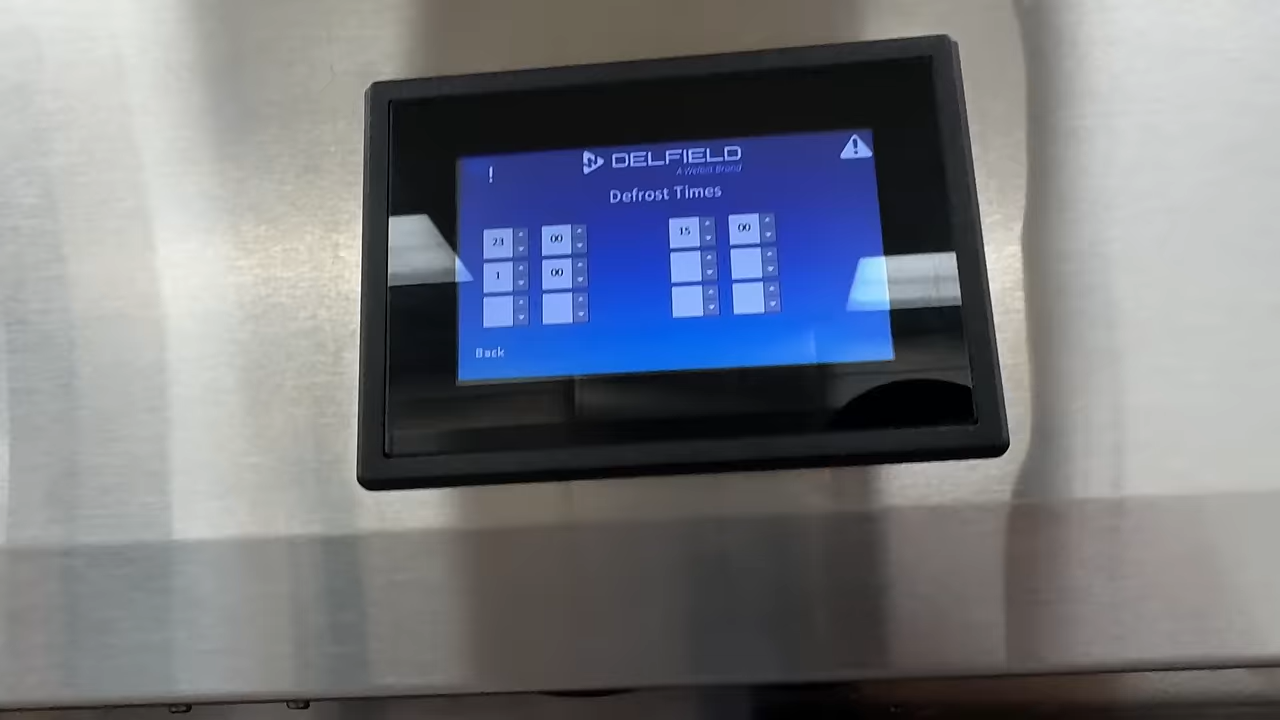 !
DELFIELD
A Welbilt Brand
Defrost Times
23 00 15 00
1 00
Back